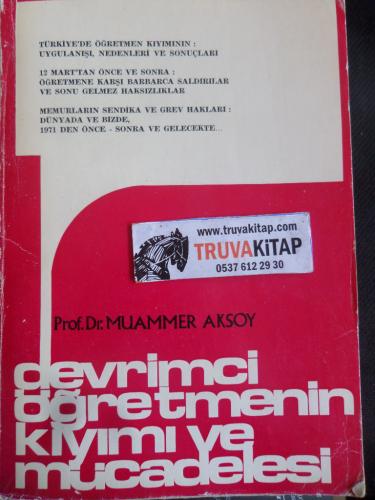 TÜRKİYE'DE ÖĞRETMEN KIYIMININ :
UYGULANIŞI, NEDENLERİ VE SONUÇLARI
12 MART'TAN ÖNCE VE SONRA :
ÖĞRETMENE KARŞI BARBARCA SALDIRILAR
VE SONU GELMEZ HAKSIZLIKLAR
MEMURLARIN SENDİKA VE GREV HAKLARI :
DÜNYADA VE BİZDE,
1971 DEN ÖNCE - SONRA VE GELECEKTE...
www.truvakitap.com
TRUVAKİTAP
0537 612 29 30
Prof. Dr. MUAMMER AKSOY
devrimci
öğretmenin
kıyımı ve
mücadelesi